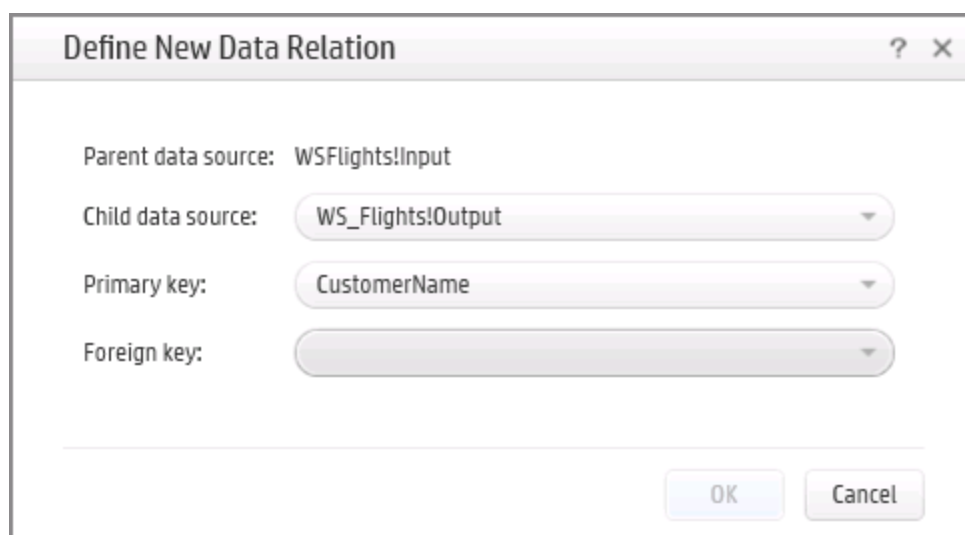 Define New Data Relation ? ×
Parent data source: WSFlights!Input
Child data source: WS_Flights!Output
Primary key: CustomerName
Foreign key:
OK Cancel